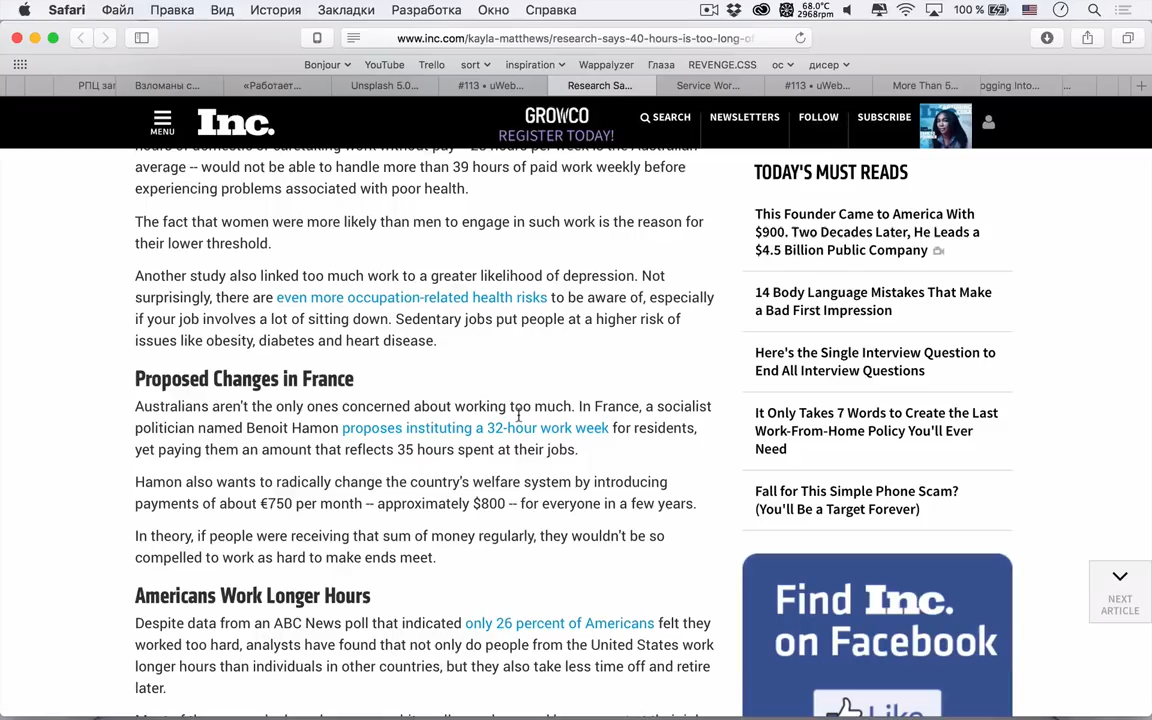 Safari Файл Правка Вид История Закладки Разработка Окно Справка 68.0°C 2968rpm 100 %
www.inc.com/kayla-matthews/research-says-40-hours-is-too-long-of
Bonjour YouTube Trello sort inspiration Wappalyzer Глаза REVENGE.CSS ос дисер
РПЦ заг Взломаны с... «Работает... Unsplash 5.0... #113 • uWeb... Research Sa... Service Wor... #113 • uWeb... More Than 5... ogging Into... ...
MENU
Inc.
GROWCO
REGISTER TODAY!
SEARCH NEWSLETTERS FOLLOW SUBSCRIBE
average -- would not be able to handle more than 39 hours of paid work weekly before
experiencing problems associated with poor health.
The fact that women were more likely than men to engage in such work is the reason for
their lower threshold.
Another study also linked too much work to a greater likelihood of depression. Not
surprisingly, there are even more occupation-related health risks to be aware of, especially
if your job involves a lot of sitting down. Sedentary jobs put people at a higher risk of
issues like obesity, diabetes and heart disease.
Proposed Changes in France
Australians aren't the only ones concerned about working too much. In France, a socialist
politician named Benoit Hamon proposes instituting a 32-hour work week for residents,
yet paying them an amount that reflects 35 hours spent at their jobs.
Hamon also wants to radically change the country's welfare system by introducing
payments of about €750 per month -- approximately $800 -- for everyone in a few years.
In theory, if people were receiving that sum of money regularly, they wouldn't be so
compelled to work as hard to make ends meet.
Americans Work Longer Hours
Despite data from an ABC News poll that indicated only 26 percent of Americans felt they
worked too hard, analysts have found that not only do people from the United States work
longer hours than individuals in other countries, but they also take less time off and retire
later.
TODAY'S MUST READS
This Founder Came to America With
$900. Two Decades Later, He Leads a
$4.5 Billion Public Company
14 Body Language Mistakes That Make
a Bad First Impression
Here's the Single Interview Question to
End All Interview Questions
It Only Takes 7 Words to Create the Last
Work-From-Home Policy You'll Ever
Need
Fall for This Simple Phone Scam?
(You'll Be a Target Forever)
Find Inc.
on Facebook
Like
NEXT
ARTICLE